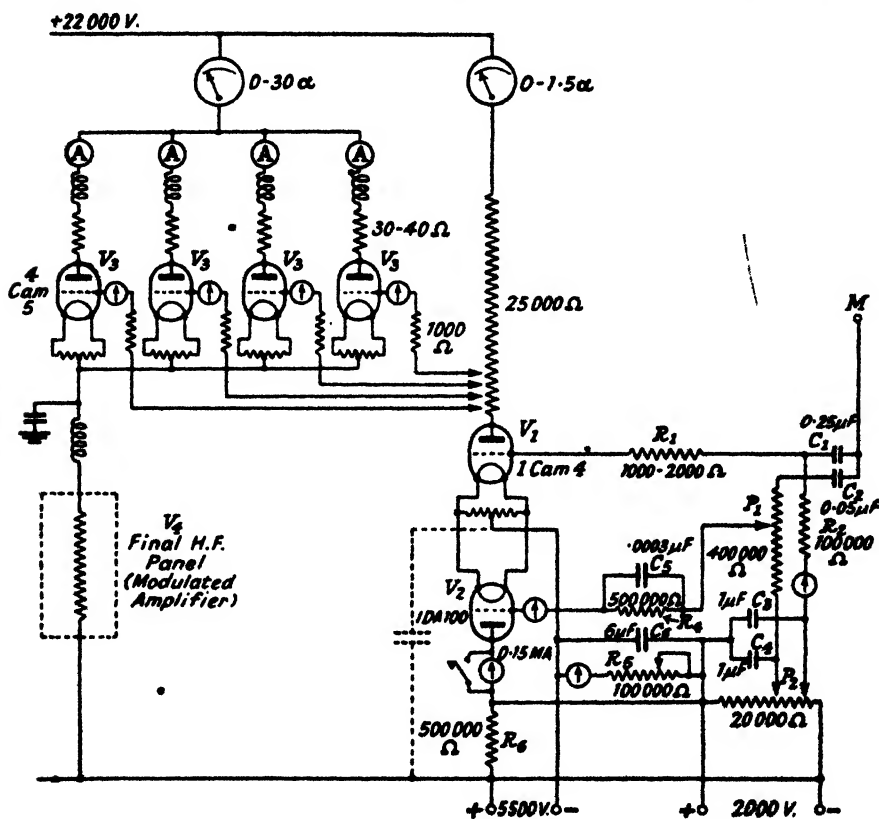 +22 000 V.
0-30a
0-1·5a
A
A
A
A
30-40 Ω
V3
V3
V3
V3
4
Cam
5
1000
Ω
25 000 Ω
M
V1
1 Cam 4
R1
1000-2000 Ω
0·25μF
C1
C2
0·05μF
P1
R2
100 000
Ω
400 000
Ω
V4
Final H.F.
Panel
(Modulated
Amplifier)
·0003μF
C5
V2
1DA100
500 000 Ω
R4
1μF
C3
6μF
C6
C4
1μF
0·15 MA
R5
100 000
Ω
P2
20 000 Ω
500 000
Ω
R6
+ 5500 V. -
+ 2000 V. -